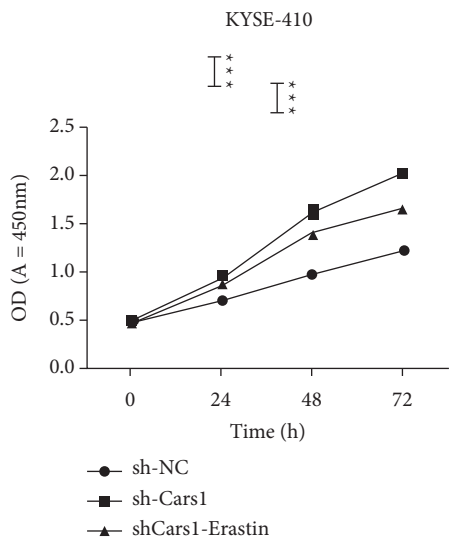 KYSE-410
***
***
2.5
2.0
1.5
1.0
0.5
0.0
OD (A = 450nm)
0 24 48 72
Time (h)
sh-NC
sh-Cars1
shCars1-Erastin